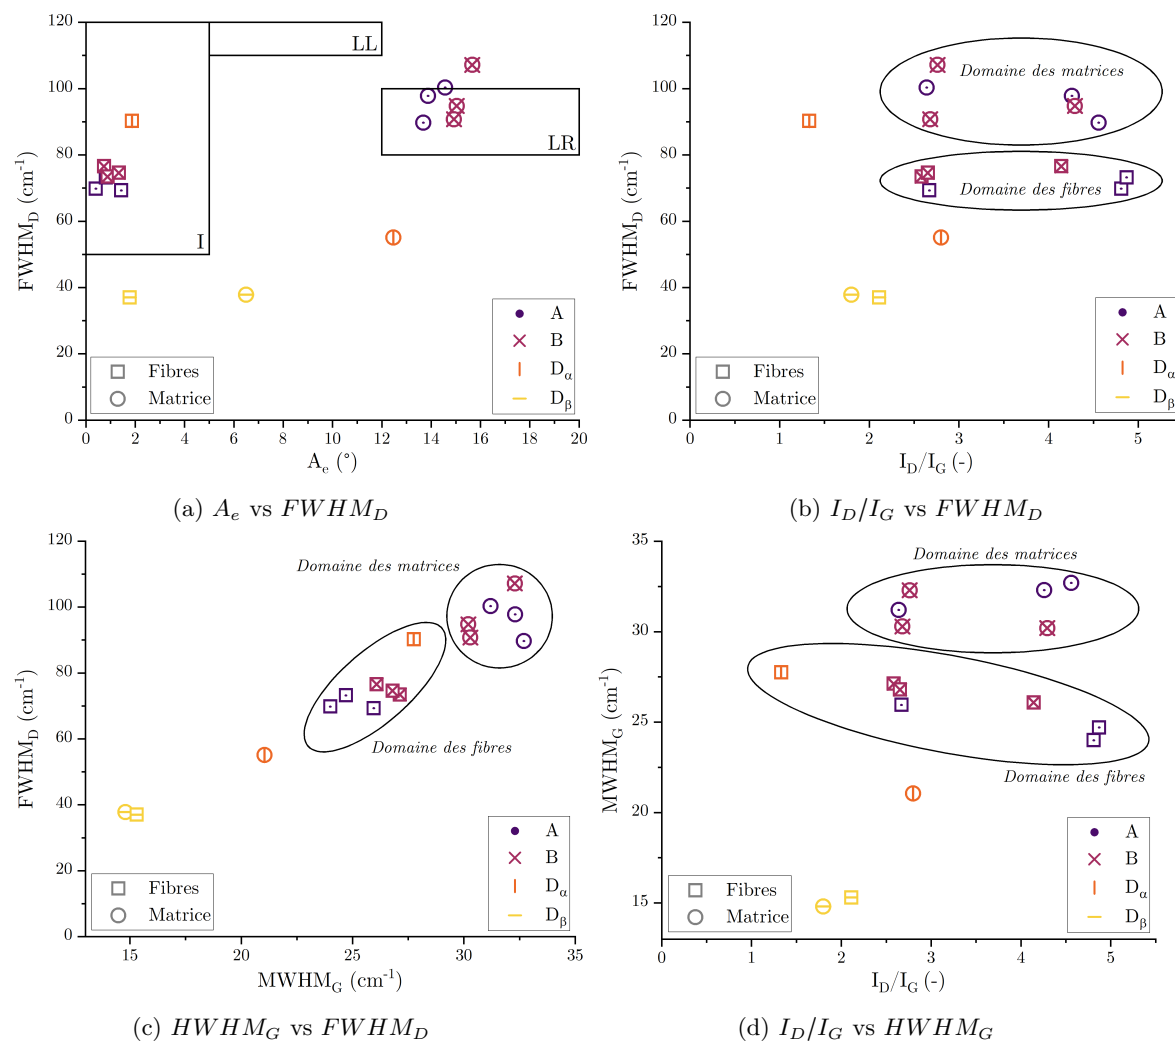 120
100
80
60
40
20
0
FWHM_D (cm⁻¹)
LL
LR
I
A
B
D_α
D_β
Fibres
Matrice
0 2 4 6 8 10 12 14 16 18 20
A_e (°)
(a) A_e vs FWHM_D
120
100
80
60
40
20
0
FWHM_D (cm⁻¹)
Domaine des matrices
Domaine des fibres
A
B
D_α
D_β
Fibres
Matrice
0 1 2 3 4 5
I_D/I_G (-)
(b) I_D/I_G vs FWHM_D
120
100
80
60
40
20
0
FWHM_D (cm⁻¹)
Domaine des matrices
Domaine des fibres
A
B
D_α
D_β
Fibres
Matrice
15 20 25 30 35
MWHM_G (cm⁻¹)
(c) HWHM_G vs FWHM_D
35
30
25
20
15
MWHM_G (cm⁻¹)
Domaine des matrices
Domaine des fibres
A
B
D_α
D_β
Fibres
Matrice
0 1 2 3 4 5
I_D/I_G (-)
(d) I_D/I_G vs HWHM_G